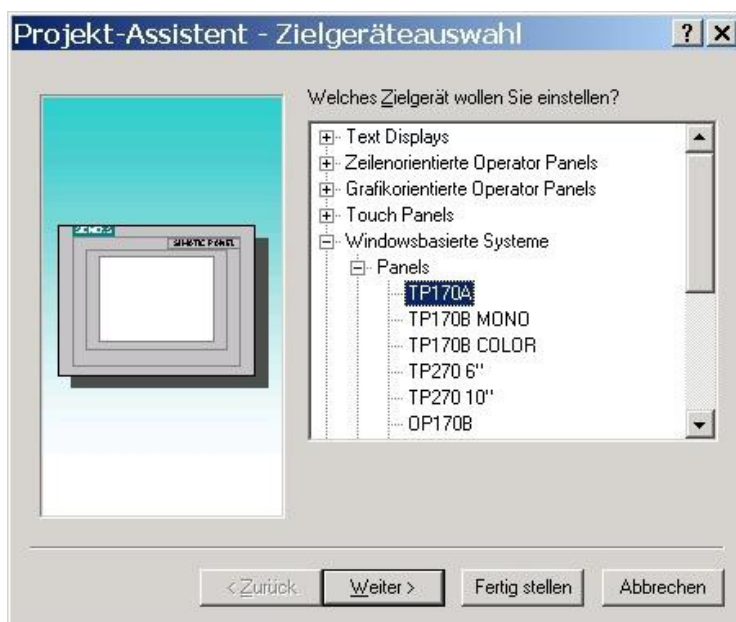 Projekt-Assistent - Zielgeräteauswahl
Welches Zielgerät wollen Sie einstellen?
Text Displays
Zeilenorientierte Operator Panels
Grafikorientierte Operator Panels
Touch Panels
Windowsbasierte Systeme
Panels
TP170A
TP170B MONO
TP170B COLOR
TP270 6''
TP270 10''
OP170B
SIEMENS
SIMATIC PANEL
< Zurück
Weiter >
Fertig stellen
Abbrechen